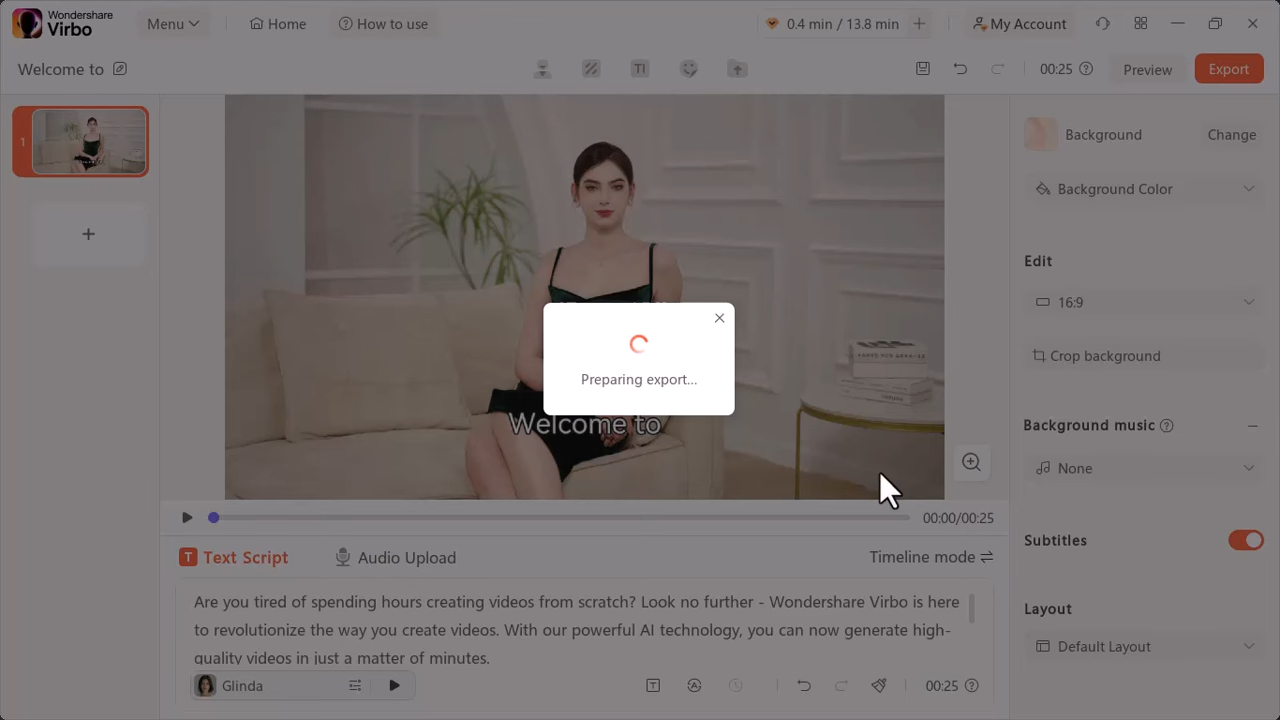 Wondershare
Virbo
Menu
Home
How to use
0.4 min / 13.8 min
My Account
Welcome to
TI
00:25
Preview
Export
1
Background
Change
Background Color
Edit
16:9
Crop background
Preparing export...
Welcome to
Background music
None
00:00/00:25
Text Script
Audio Upload
Timeline mode
Subtitles
Are you tired of spending hours creating videos from scratch? Look no further - Wondershare Virbo is here
to revolutionize the way you create videos. With our powerful AI technology, you can now generate high-
quality videos in just a matter of minutes.
Layout
Default Layout
Glinda
00:25